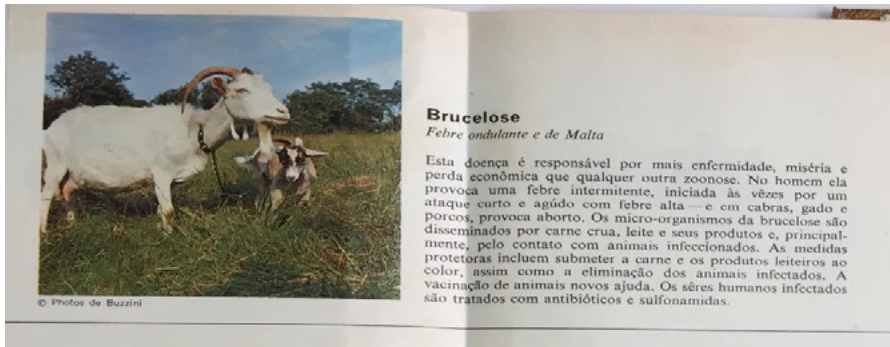 Brucelose
Febre ondulante e de Malta
Esta doença é responsável por mais enfermidade, miséria e
perda econômica que qualquer outra zoonose. No homem ela
provoca uma febre intermitente, iniciada às vêzes por um
ataque curto e agúdo com febre alta — e em cabras, gado e
porcos, provoca aborto. Os micro-organismos da brucelose são
disseminados por carne crua, leite e seus produtos e, principal-
mente, pelo contato com animais infeccionados. As medidas
protetoras incluem submeter a carne e os produtos leiteiros ao
color, assim como a eliminação dos animais infectados. A
vacinação de animais novos ajuda. Os sêres humanos infectados
são tratados com antibióticos e sulfonamidas.
© Photos de Buzzini